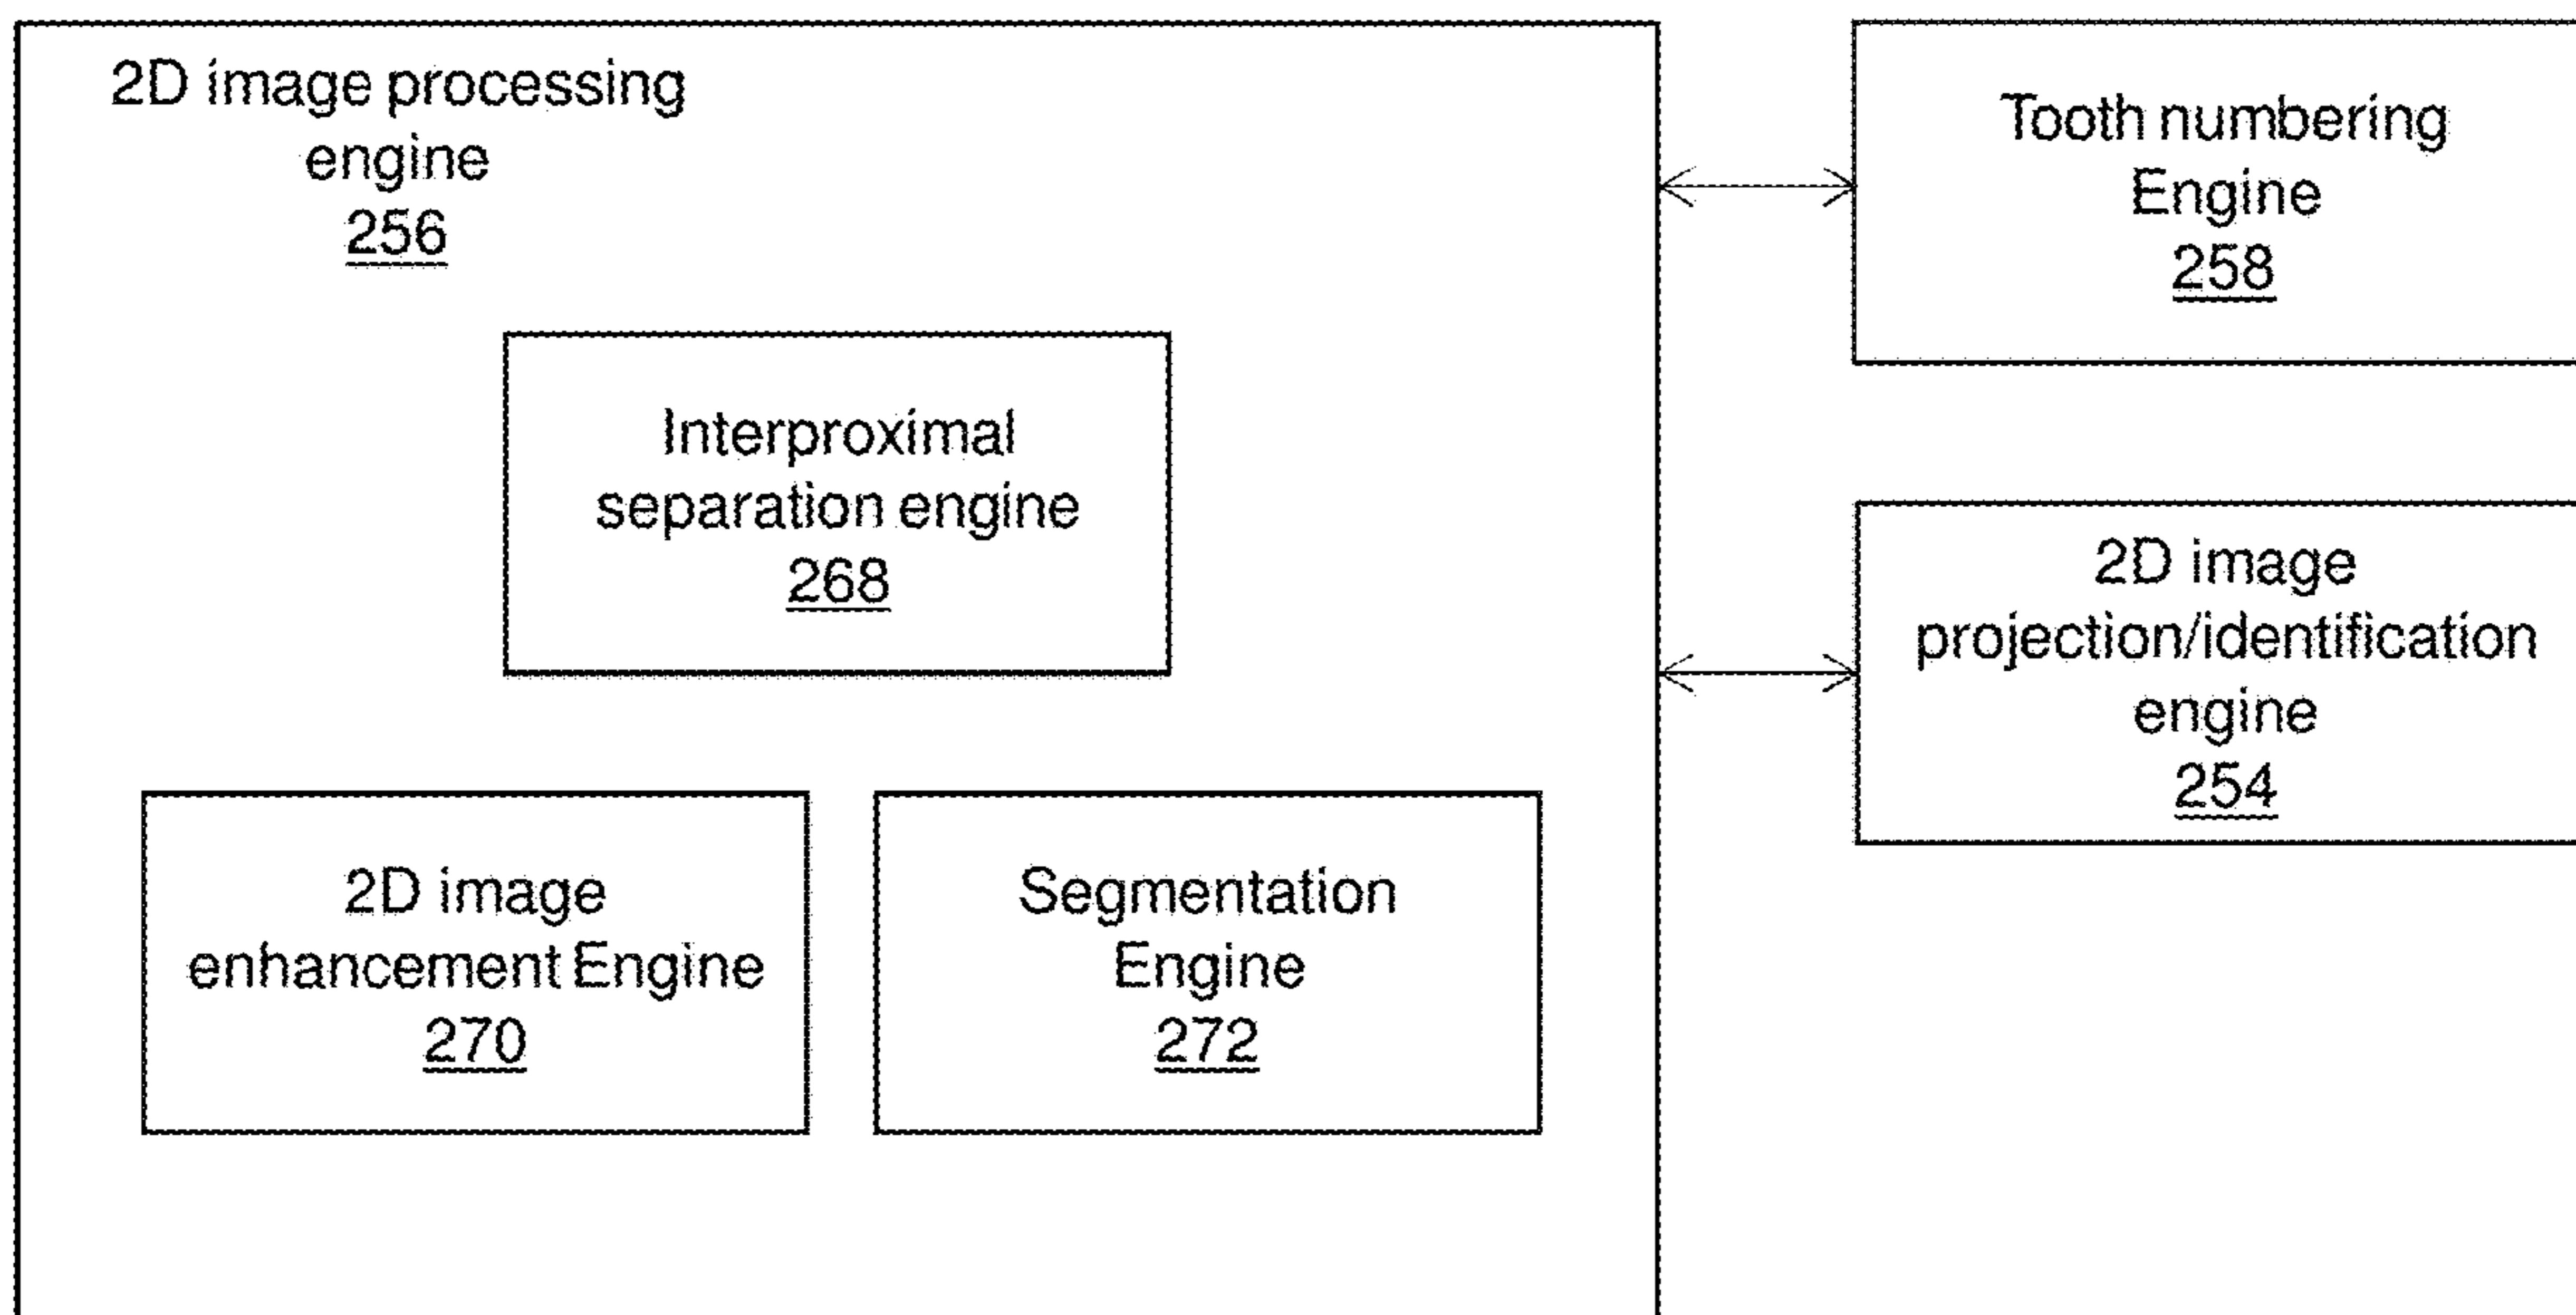 2D image processing
engine
256
Interproximal
separation engine
268
2D image
enhancement Engine
270
Segmentation
Engine
272
Tooth numbering
Engine
258
2D image
projection/identification
engine
254